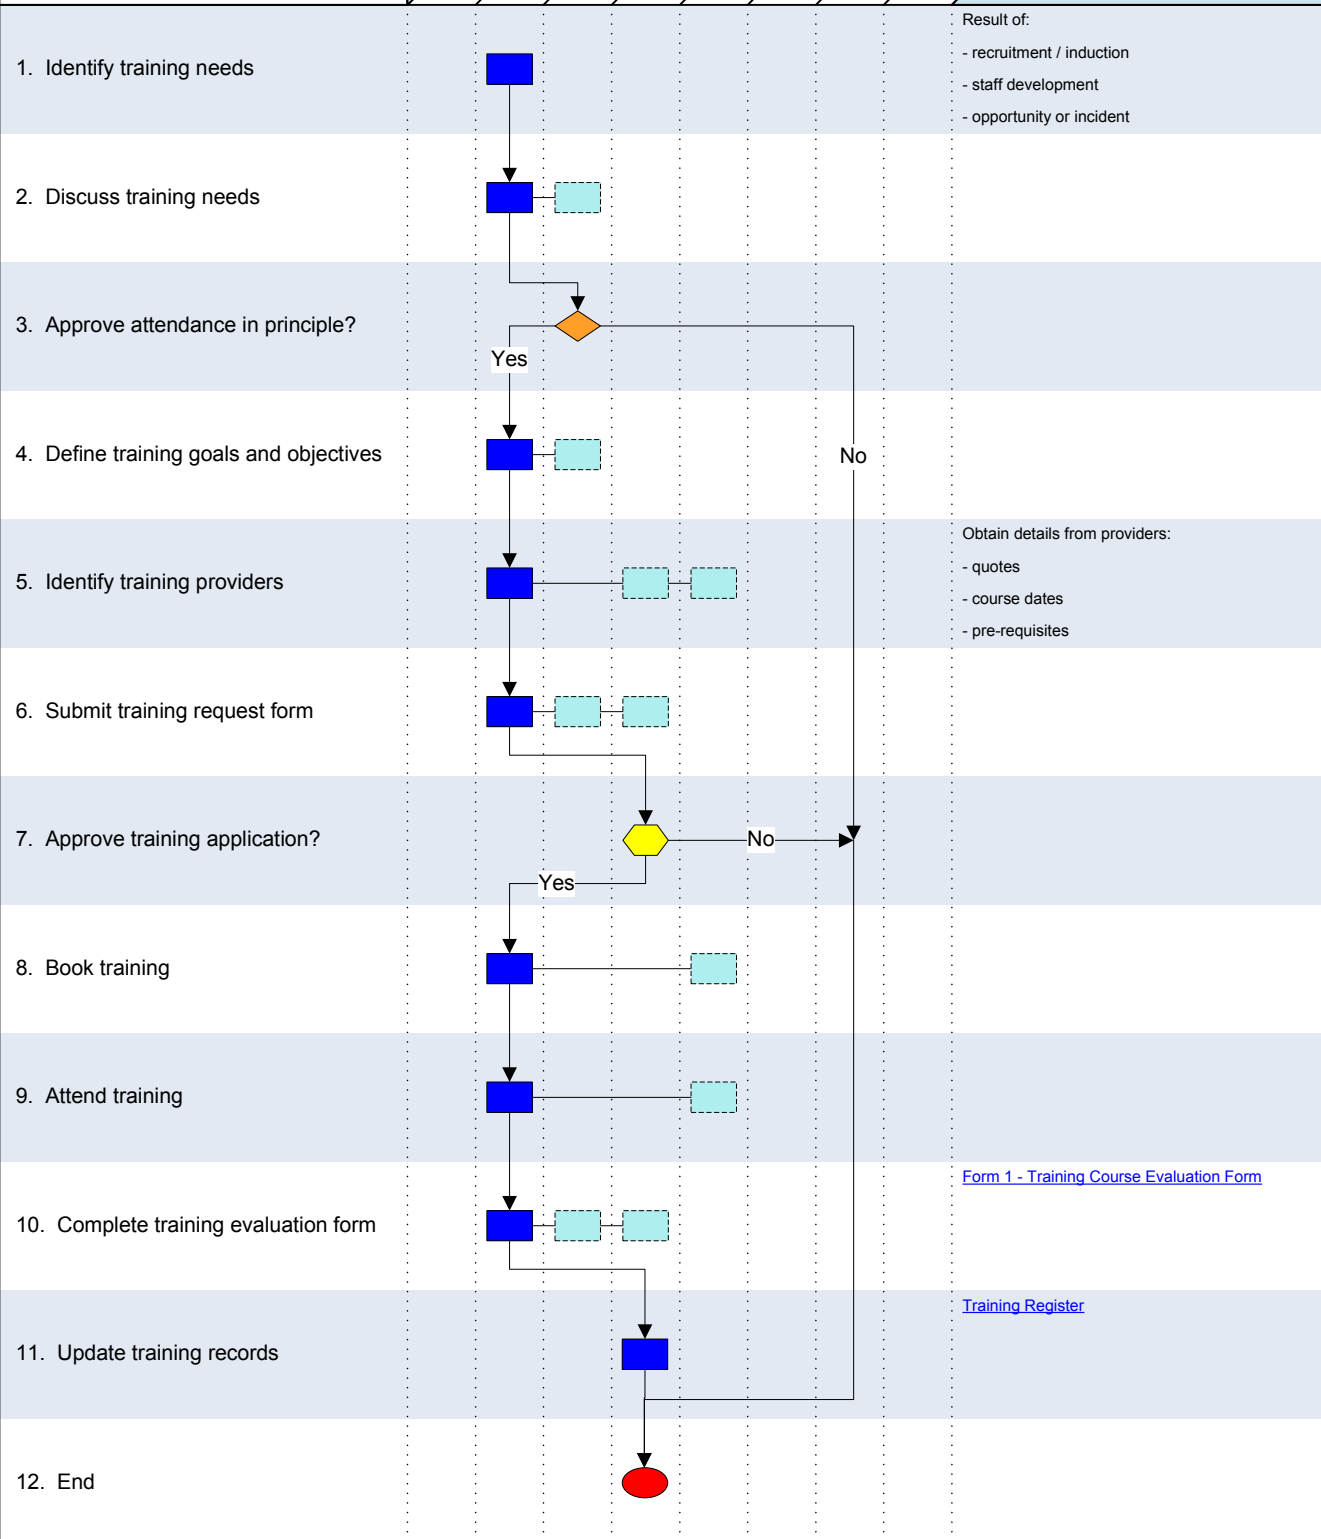 Result of:
1. Identify training needs
- recruitment / induction
- staff development
- opportunity or incident
2. Discuss training needs
3. Approve attendance in principle?
Yes
4. Define training goals and objectives
No
Obtain details from providers:
5. Identify training providers
- quotes
- course dates
- pre-requisites
6. Submit training request form
7. Approve training application?
No
Yes
8. Book training
9. Attend training
Form 1 - Training Course Evaluation Form
10. Complete training evaluation form
Training Register
11. Update training records
12. End